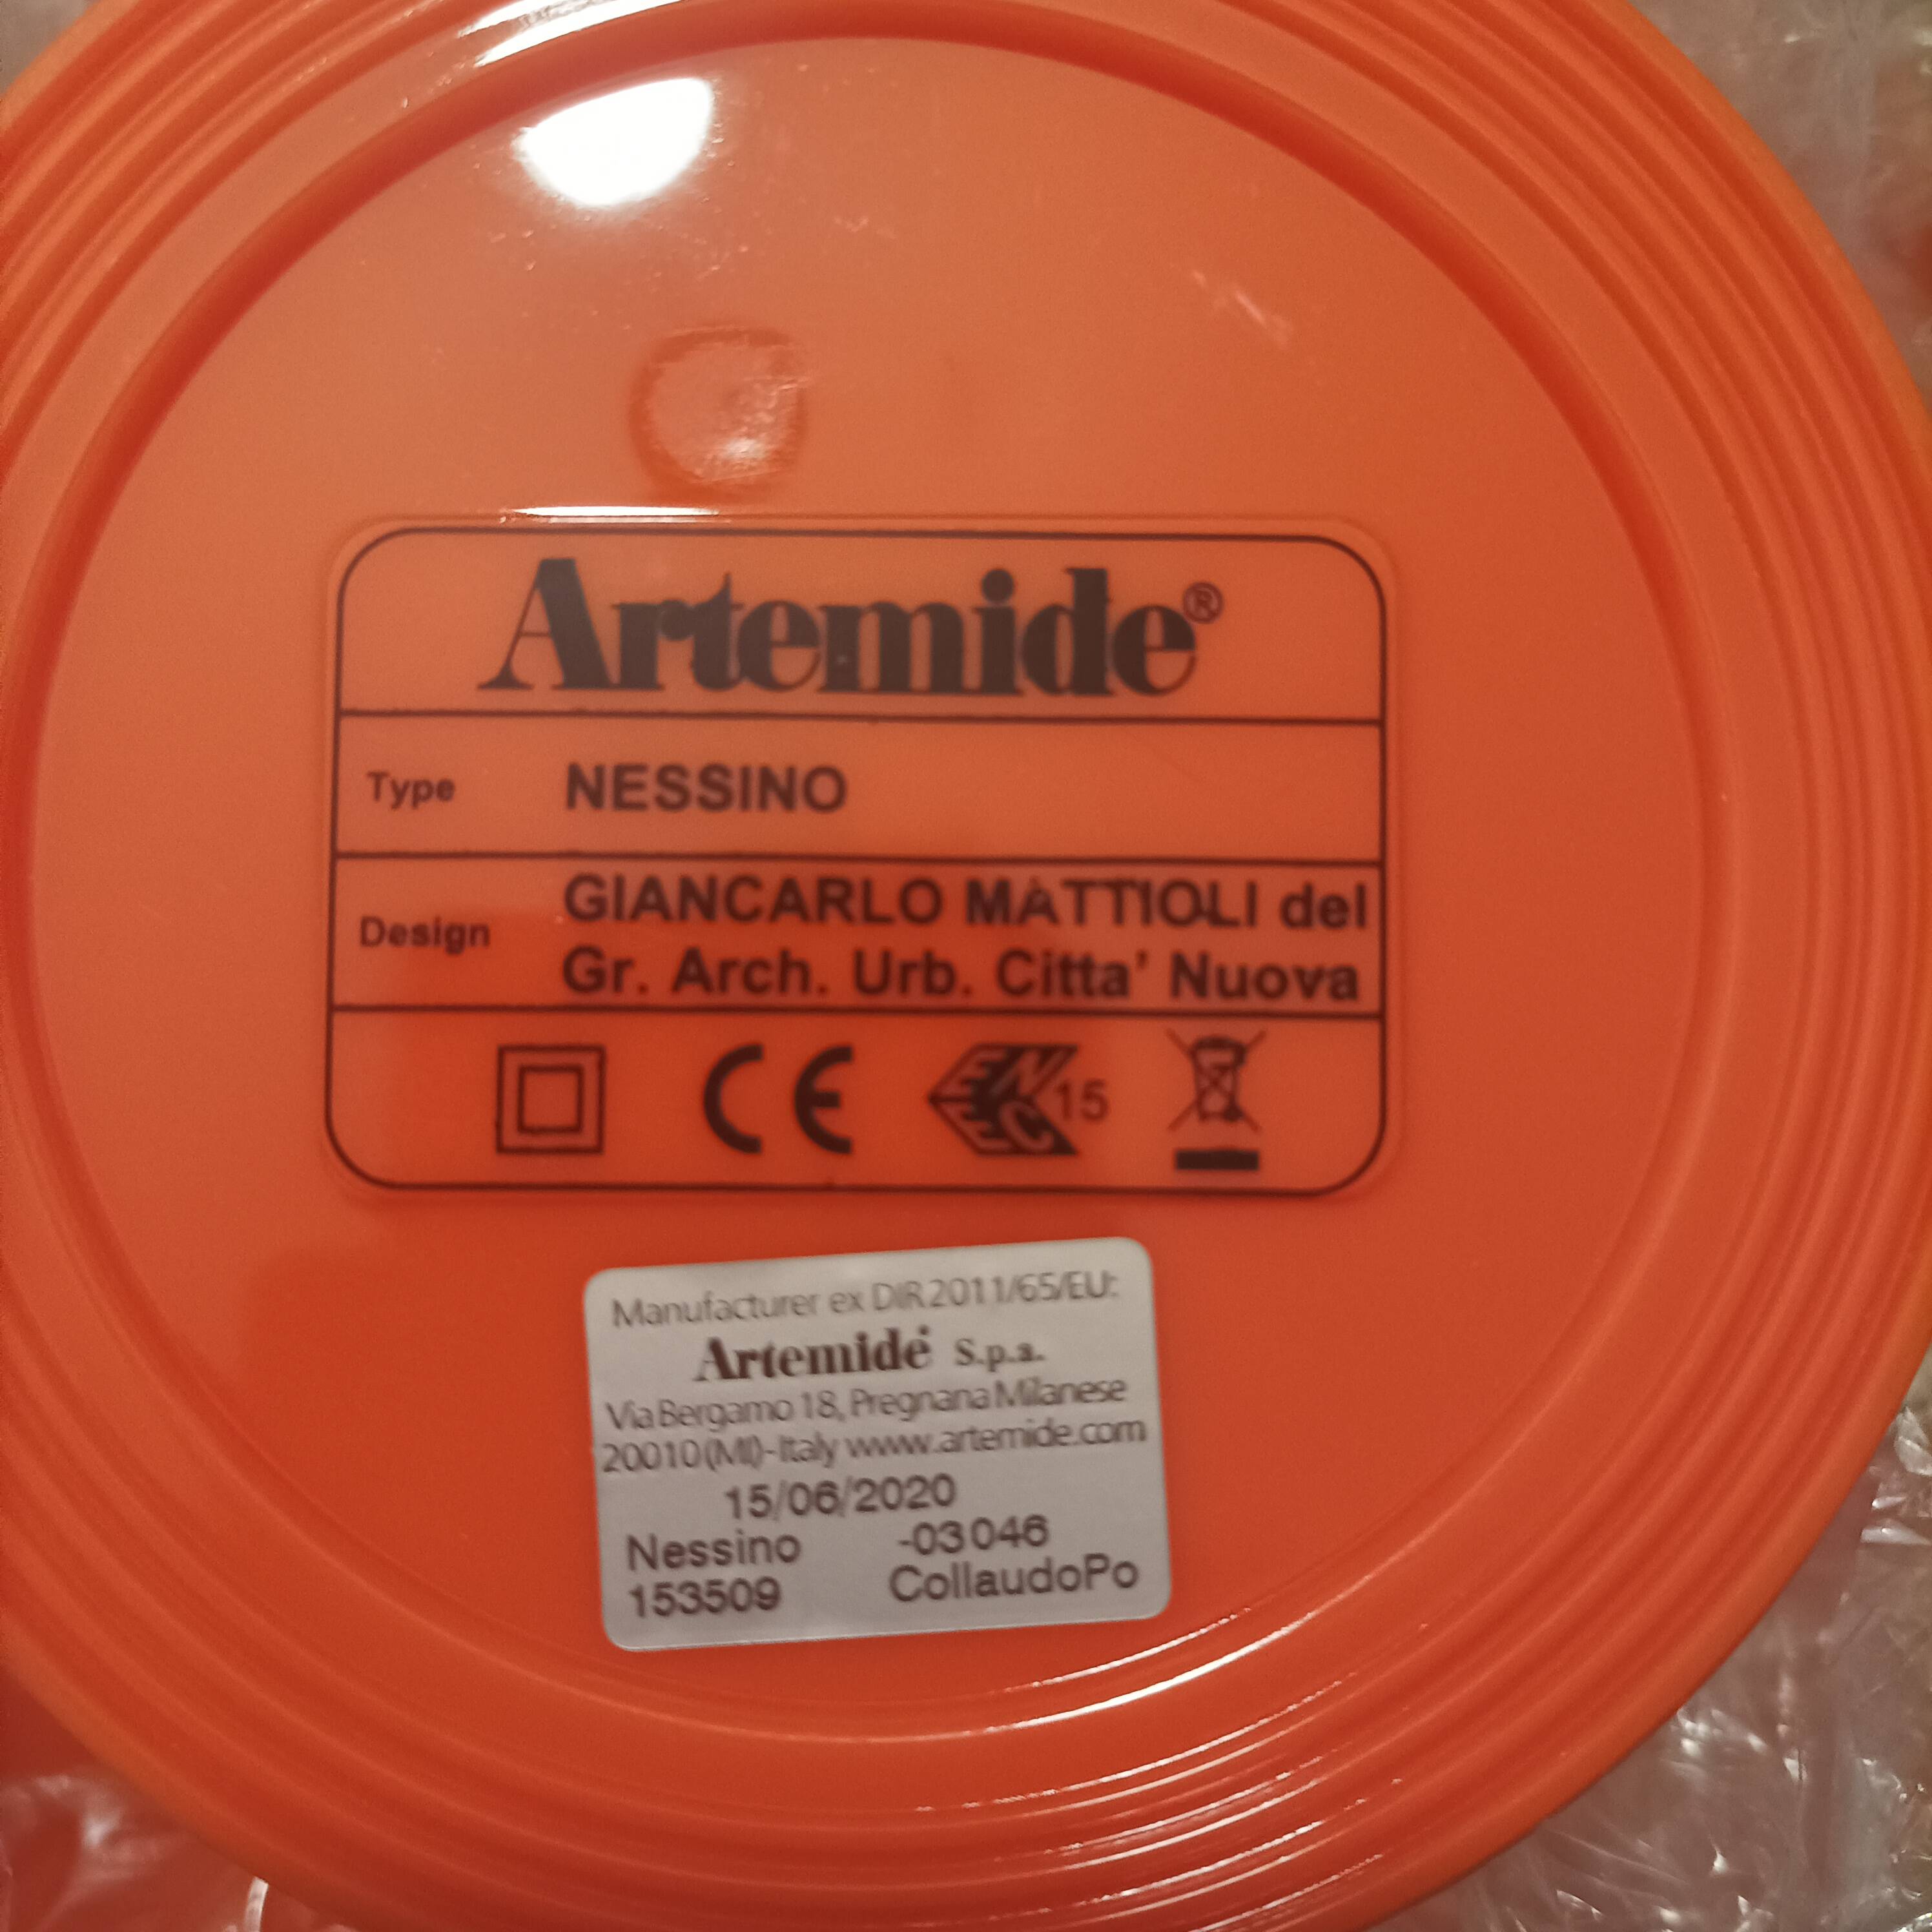 Artemide®
Type NESSINO
Design GIANCARLO MATTIOLI del
Gr. Arch. Urb. Citta' Nuova
CE ENEC 15
Manufacturer ex DIR 2011/65/EU:
Artemide S.p.a.
Via Bergamo 18, Pregnana Milanese
20010 (MI) - Italy www.artemide.com
15/06/2020
Nessino -03046
153509 CollaudoPo